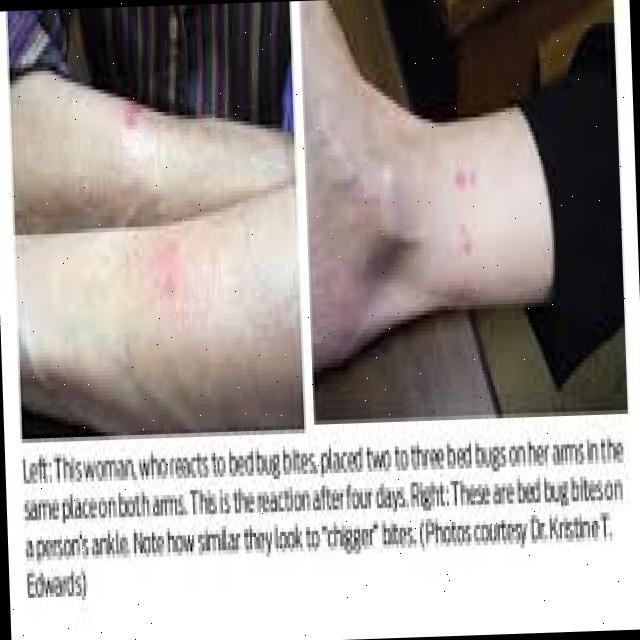 Left: This woman, who reacts to bed bug bites, placed two to three bed bugs on her arms in the
same place on both arms. This is the reaction after four days. Right: These are bed bug bites on
a person's ankle. Note how similar they look to "chigger" bites. (Photos courtesy Dr. Kristine T.
Edwards)